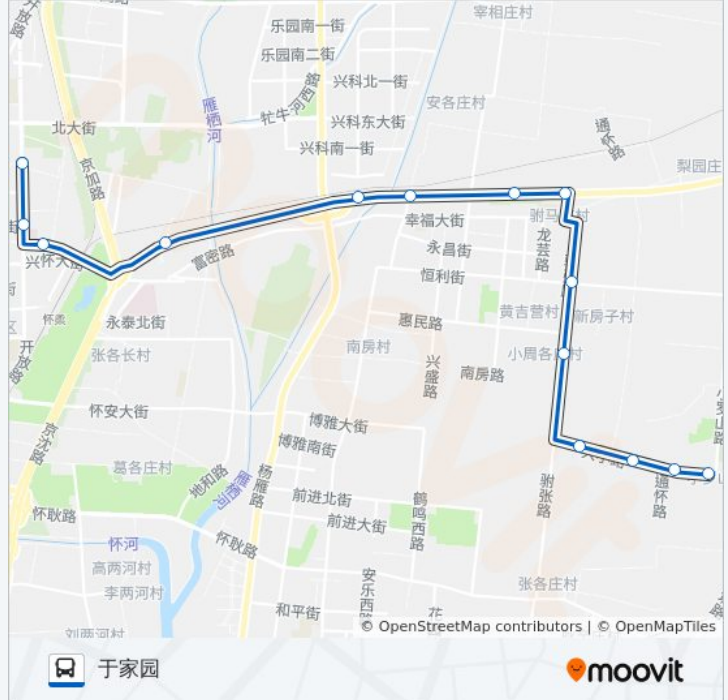 开放路
乐园南一街
宰相庄村
乐园南二街
兴科北一街
牤牛河西路
雁栖河
安各庄村
北大街
兴科东大街
通怀路
兴科南一街
京加路
梨园庄
幸福大街
龙芸路
永昌街
富密路
兴怀大街
恒利街
怀柔
黄吉营村
新房子村
永泰北街
惠民路
开放路
张各长村
南房村
小周各庄村
兴盛路
南房路
怀安大街
博雅大街
京沈路
博雅南街
葛各庄村
地和路
雁栖河
杨雁路
前进北街
鹤鸣西路
驸张路
通怀路
怀耿路
前进大街
怀耿路
怀河
高两河村
李两河村
安乐西路
张各庄村
和平街
刘两河村
© OpenStreetMap contributors | © OpenMapTiles
于家园
moovit